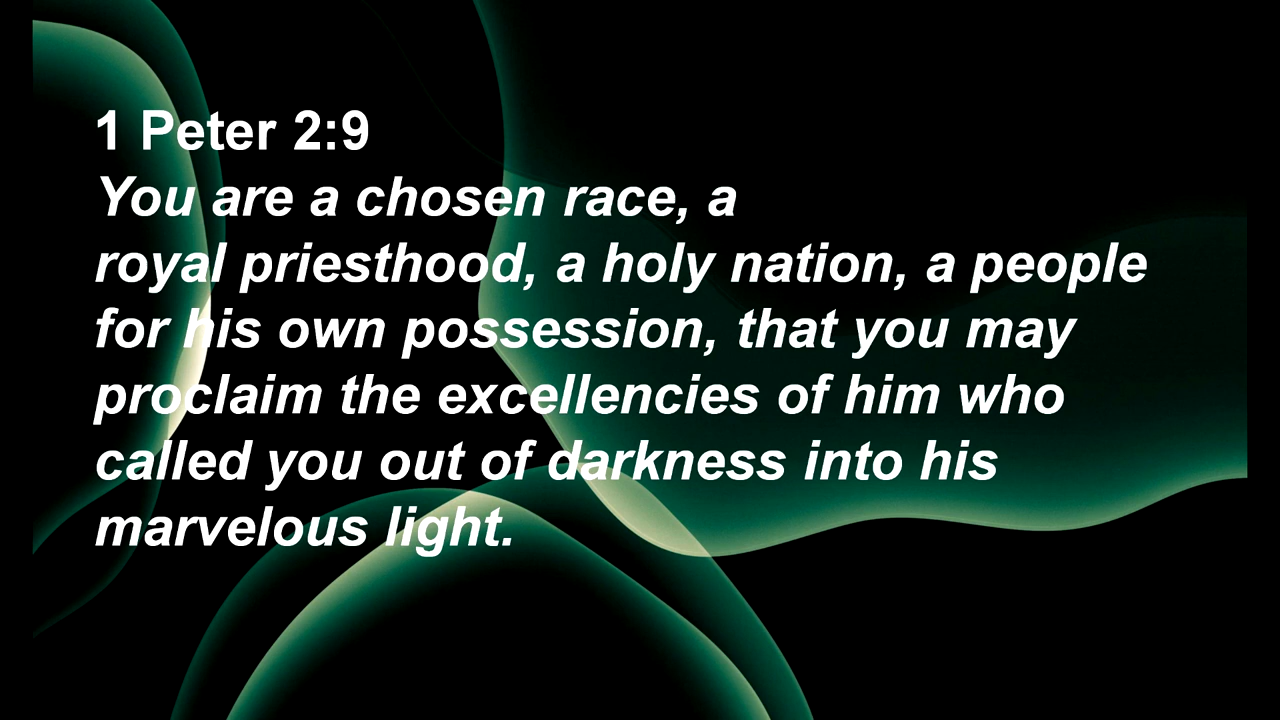 1 Peter 2:9
You are a chosen race, a
royal priesthood, a holy nation, a people
for his own possession, that you may
proclaim the excellencies of him who
called you out of darkness into his
marvelous light.